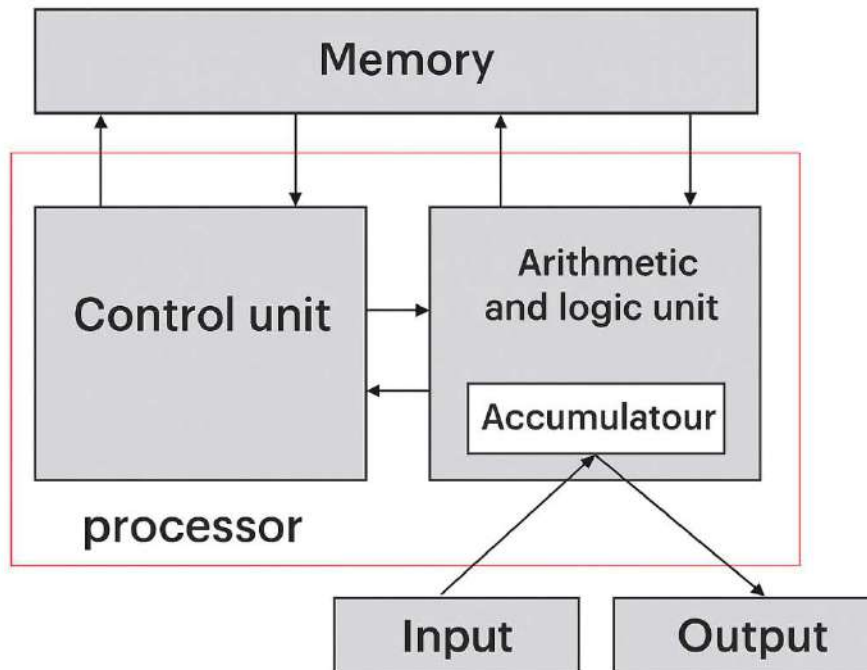 Memory
Control unit
Arithmetic
and logic unit
Accumulatour
processor
Input
Output